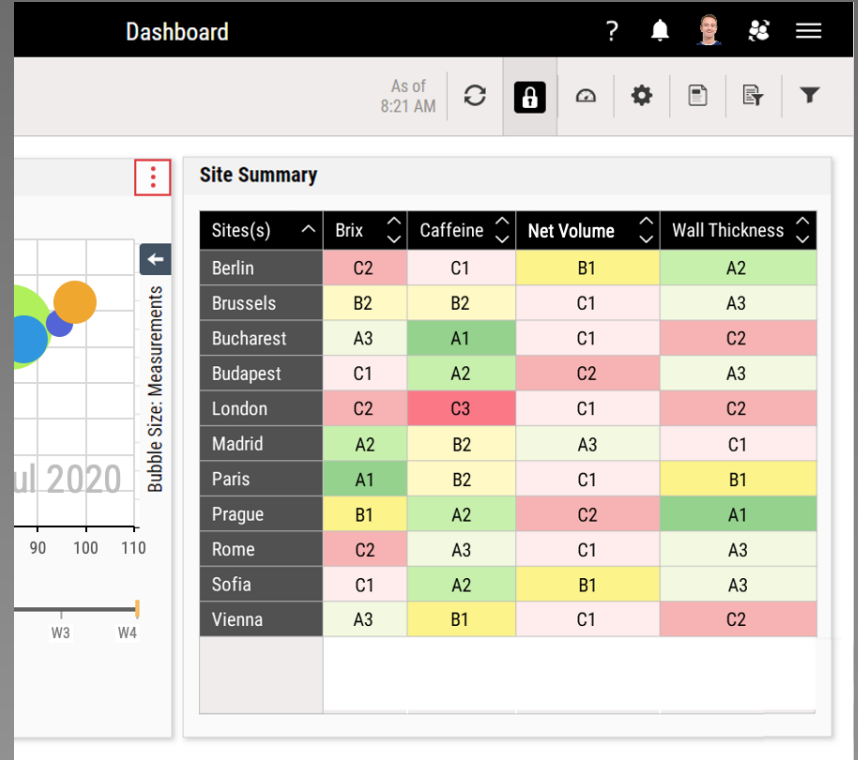 Dashboard
?
As of
8:21 AM
Site Summary
Sites(s) Brix Caffeine Net Volume Wall Thickness
Berlin C2 C1 B1 A2
Brussels B2 B2 C1 A3
Bucharest A3 A1 C1 C2
Budapest C1 A2 C2 A3
London C2 C3 C1 C2
Madrid A2 B2 A3 C1
Paris A1 B2 C1 B1
Prague B1 A2 C2 A1
Rome C2 A3 C1 A3
Sofia C1 A2 B1 A3
Vienna A3 B1 C1 C2
Bubble Size: Measurements
ul 2020
90 100 110
W3 W4